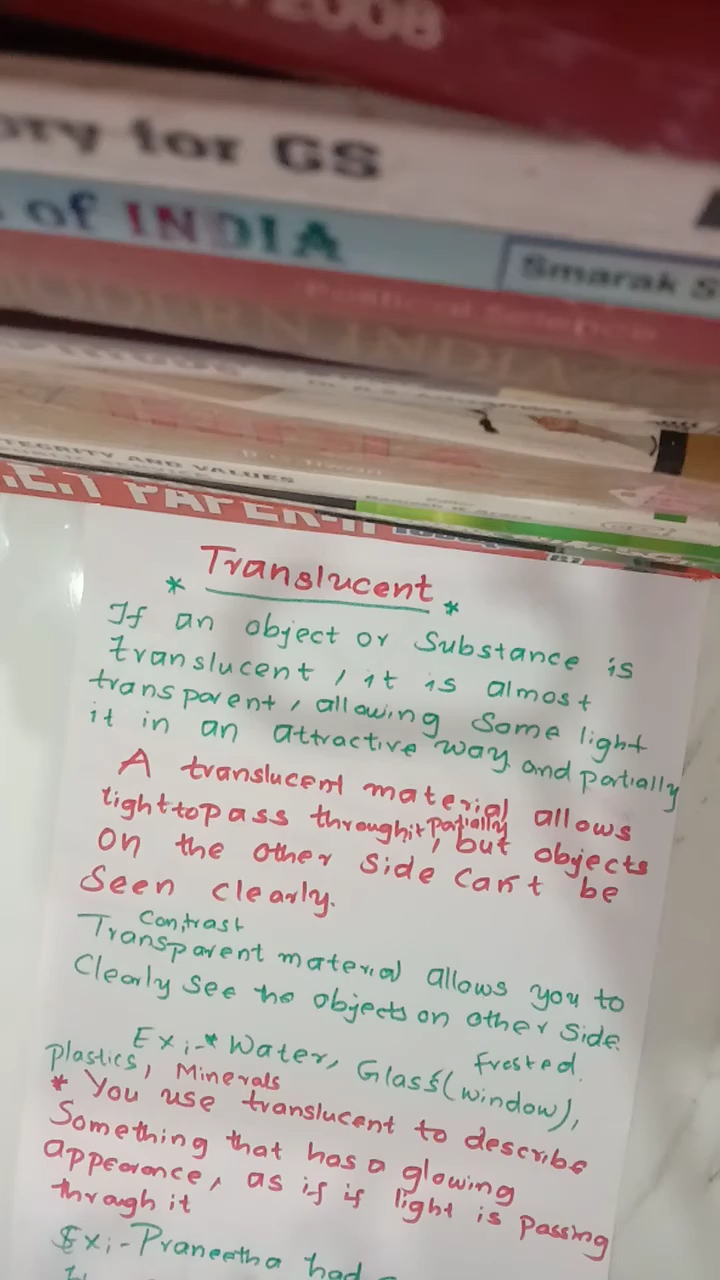 2008
ory for GS
of INDIA
Smarak S
Political Science
MODERN INDIA
TEGRITY AND VALUES
PAPER-II
Translucent
* *
If an object or Substance is
translucent, it is almost
transparent, allowing Some light
it in an attractive way and partially
A translucent material allows
light to pass through it partially, but objects
on the other side can't be
Seen clearly.
Contrast
Transparent material allows you to
Clearly see the objects on other side.
Ex:-* Water, Glass (window), frosted
plastics, Minerals
* You use translucent to describe
Something that has a glowing
appearance, as if if light is passing
through it
Ex:- Praneetha had